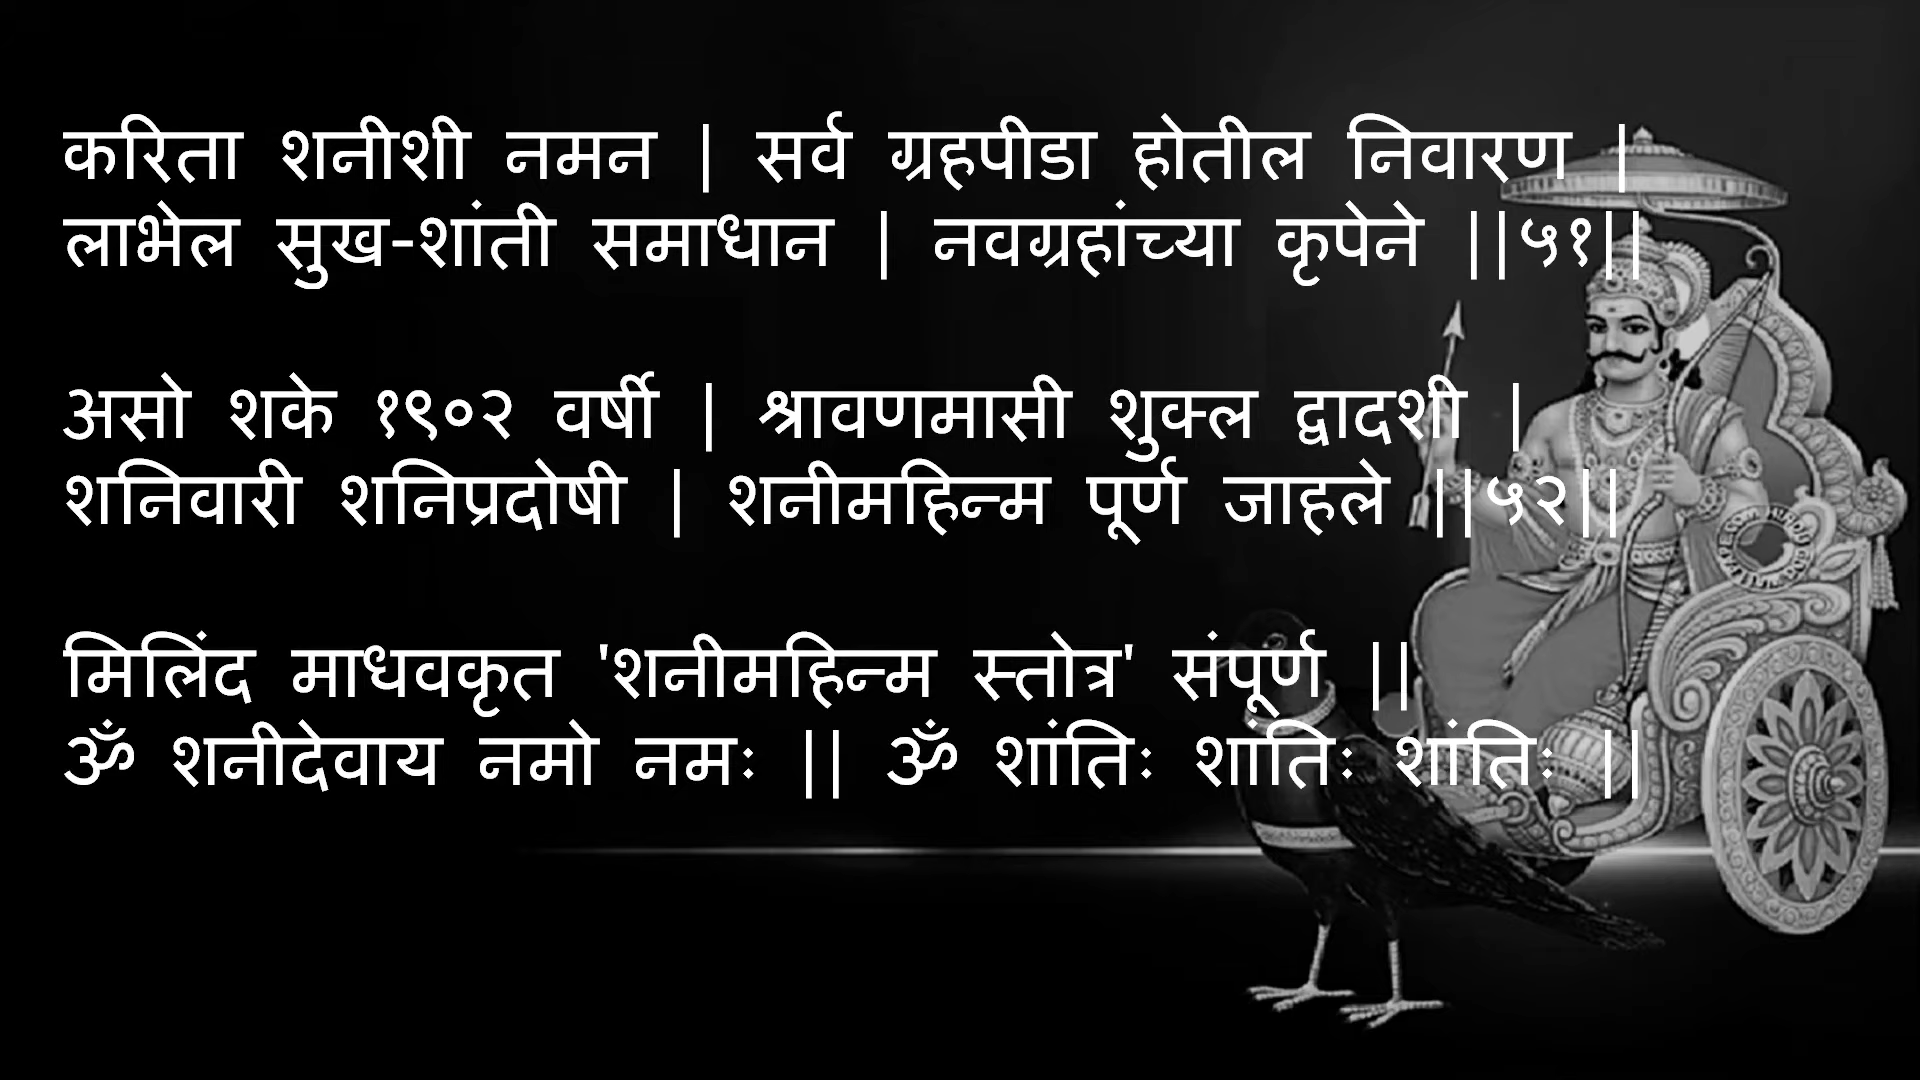 करिता शनीशी नमन | सर्व ग्रहपीडा होतील निवारण |
लाभेल सुख-शांती समाधान | नवग्रहांच्या कृपेने ||५१||
असो शके १९०२ वर्षी | श्रावणमासी शुक्ल द्वादशी |
शनिवारी शनिप्रदोषी | शनीमहिन्म पूर्ण जाहले ||५२||
मिलिंद माधवकृत 'शनीमहिन्म स्तोत्र' संपूर्ण ||
ॐ शनीदेवाय नमो नमः || ॐ शांतिः शांतिः शांतिः ||